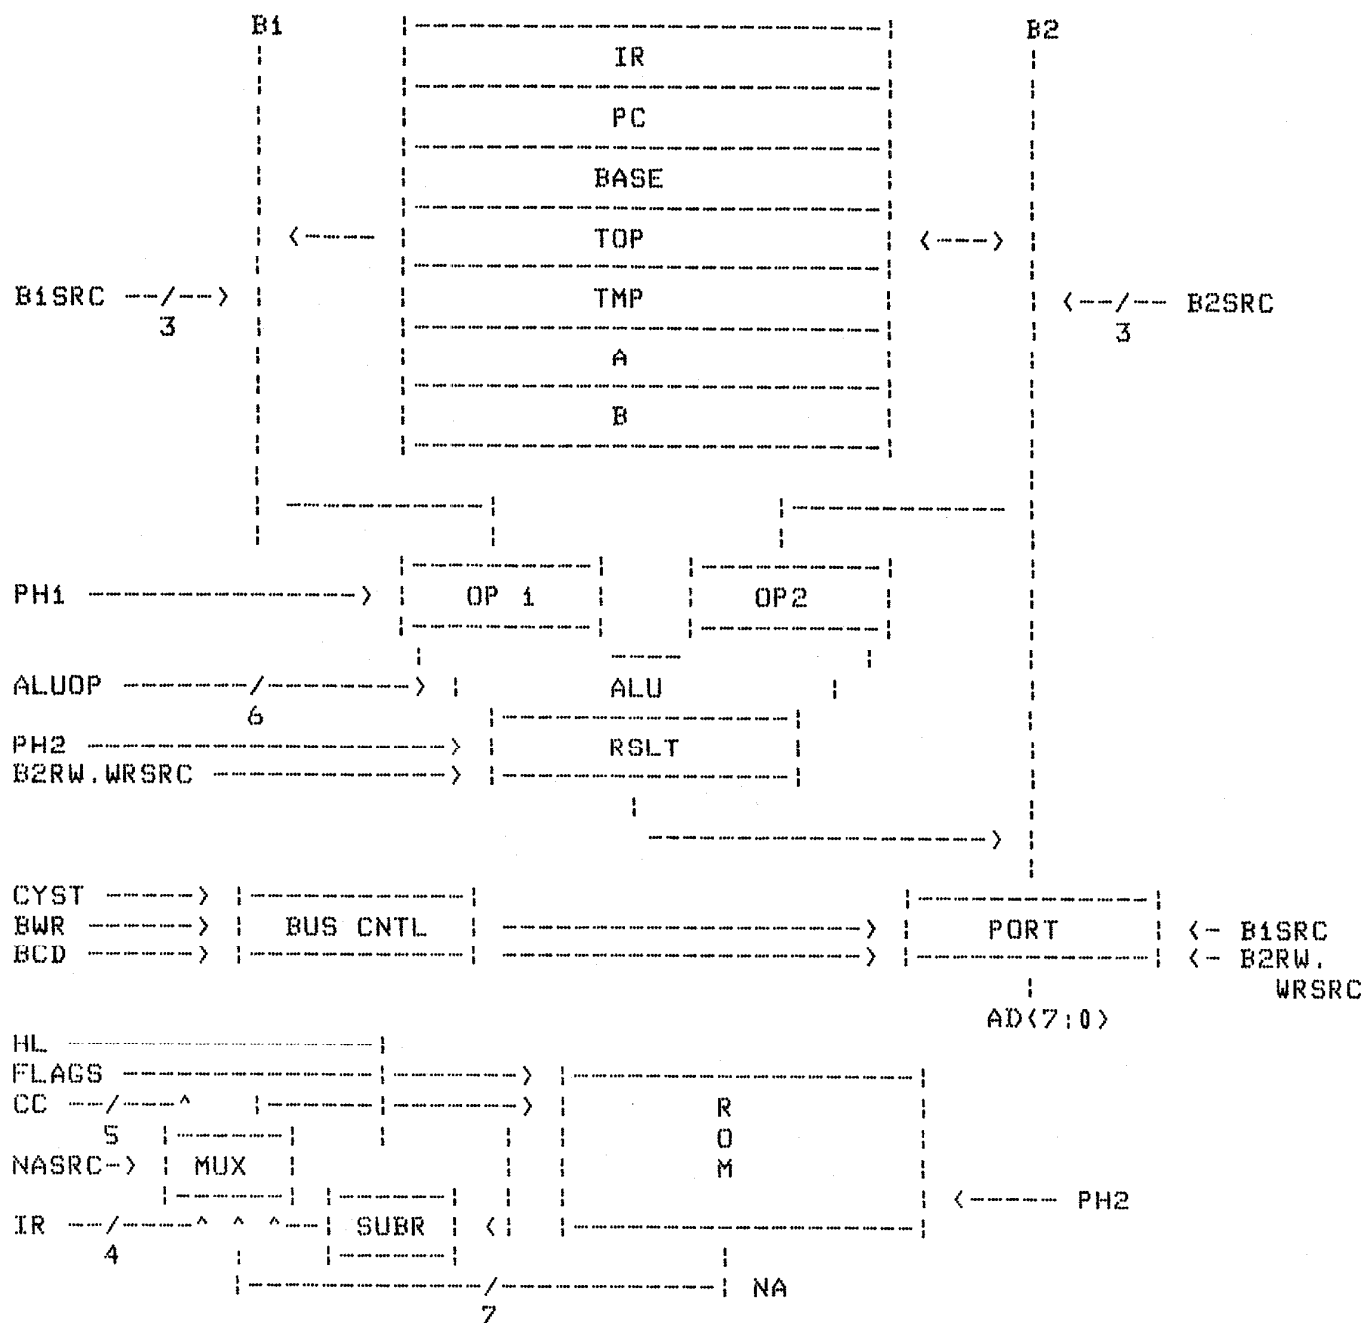 B1 B2
IR
PC
BASE
TOP
B1SRC TMP B2SRC
3 3
A
B
PH1 OP 1 OP2
ALUOP ALU
6
PH2 RSLT
B2RW.WRSRC
CYST
BWR BUS CNTL PORT B1SRC
BCD B2RW.
WRSRC
AD(7:0)
HL
FLAGS
CC R
5 O
NASRC MUX M
PH2
IR SUBR
4
NA
7